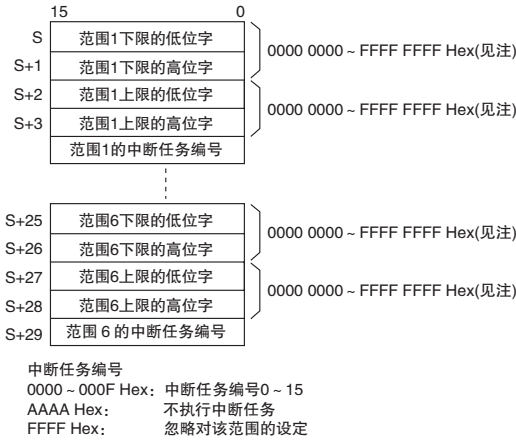 15 0
S 范围1下限的低位字
S+1 范围1下限的高位字
0000 0000 ~ FFFF FFFF Hex(见注)
S+2 范围1上限的低位字
S+3 范围1上限的高位字
0000 0000 ~ FFFF FFFF Hex(见注)
范围1的中断任务编号
S+25 范围6下限的低位字
S+26 范围6下限的高位字
0000 0000 ~ FFFF FFFF Hex(见注)
S+27 范围6上限的低位字
S+28 范围6上限的高位字
0000 0000 ~ FFFF FFFF Hex(见注)
S+29 范围 6 的中断任务编号
中断任务编号
0000 ~ 000F Hex：中断任务编号0 ~ 15
AAAA Hex： 不执行中断任务
FFFF Hex： 忽略对该范围的设定